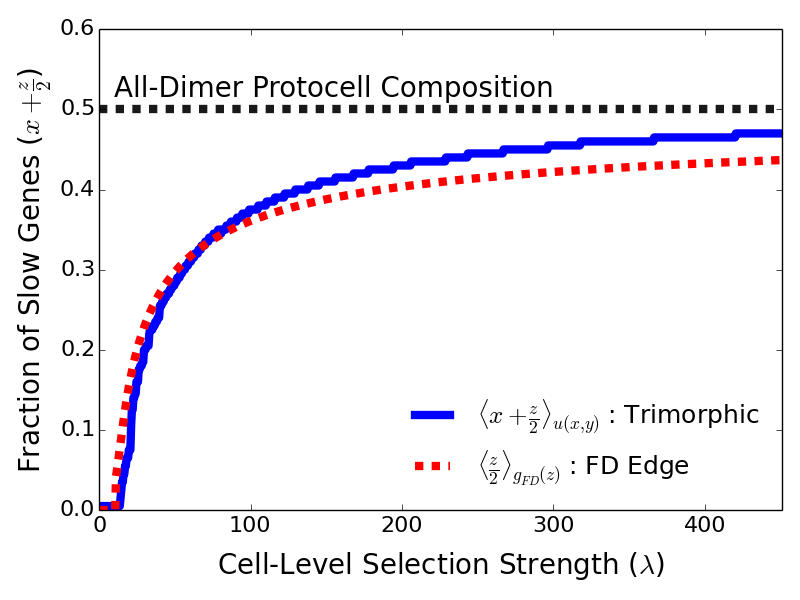 0.6
All-Dimer Protocell Composition
0.5
0.4
0.3
0.2
0.1
0.0
Fraction of Slow Genes (x + z/2)
⟨x + z/2⟩u(x,y) : Trimorphic
⟨z/2⟩gFD(z) : FD Edge
0 100 200 300 400
Cell-Level Selection Strength (λ)